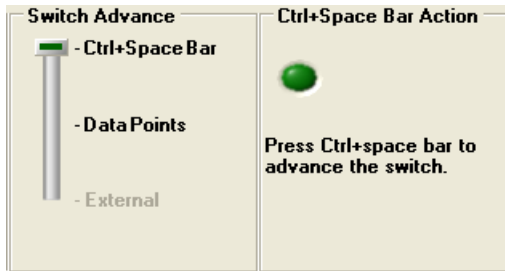 Switch Advance
- Ctrl+Space Bar
- Data Points
- External
Ctrl+Space Bar Action
Press Ctrl+space bar to
advance the switch.